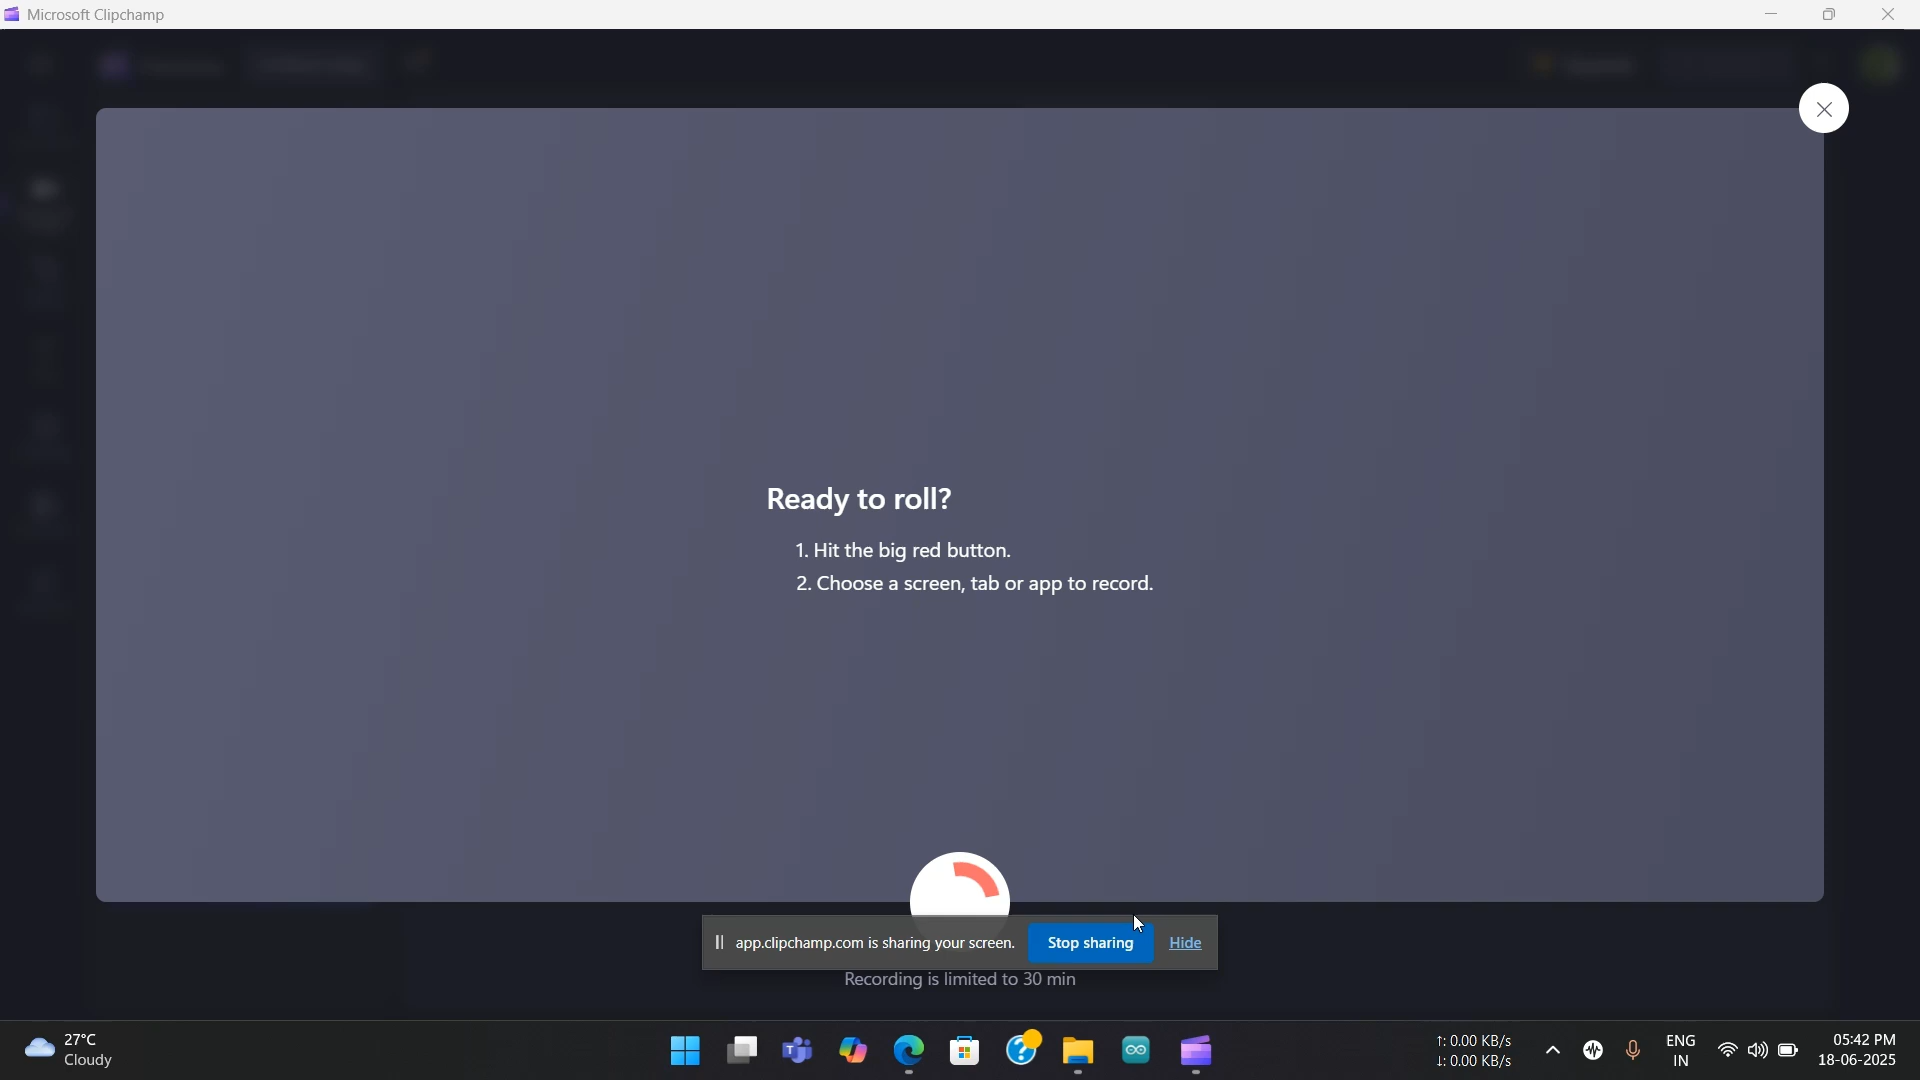 Microsoft Clipchamp
Ready to roll?
1. Hit the big red button.
2. Choose a screen, tab or app to record.
app.clipchamp.com is sharing your screen.
Stop sharing
Hide
Recording is limited to 30 min
27°C
Cloudy
↑: 0.00 KB/s
↓: 0.00 KB/s
ENG
IN
05:42 PM
18-06-2025